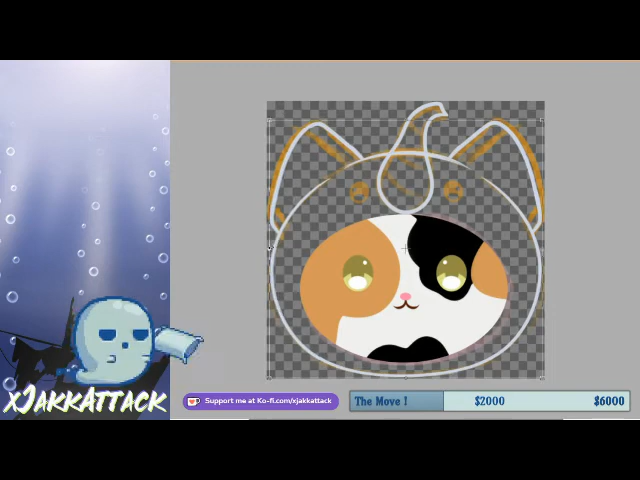 xJakkAttack
Support me at Ko-fi.com/xjakkattack
The Move !
$2000
$6000